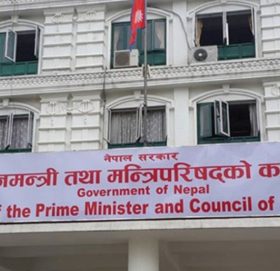 नेपाल सरकार
मन्त्री तथा मन्त्रिपरिषद्को
Government of Nepal
the Prime Minister and Council of